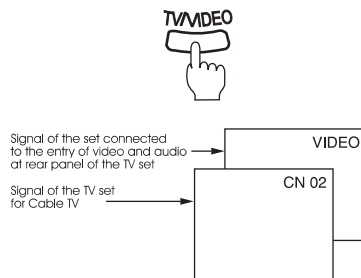 TV/VIDEO
Signal of the set connected
to the entry of video and audio
at rear panel of the TV set
VIDEO
Signal of the TV set
for Cable TV
CN 02